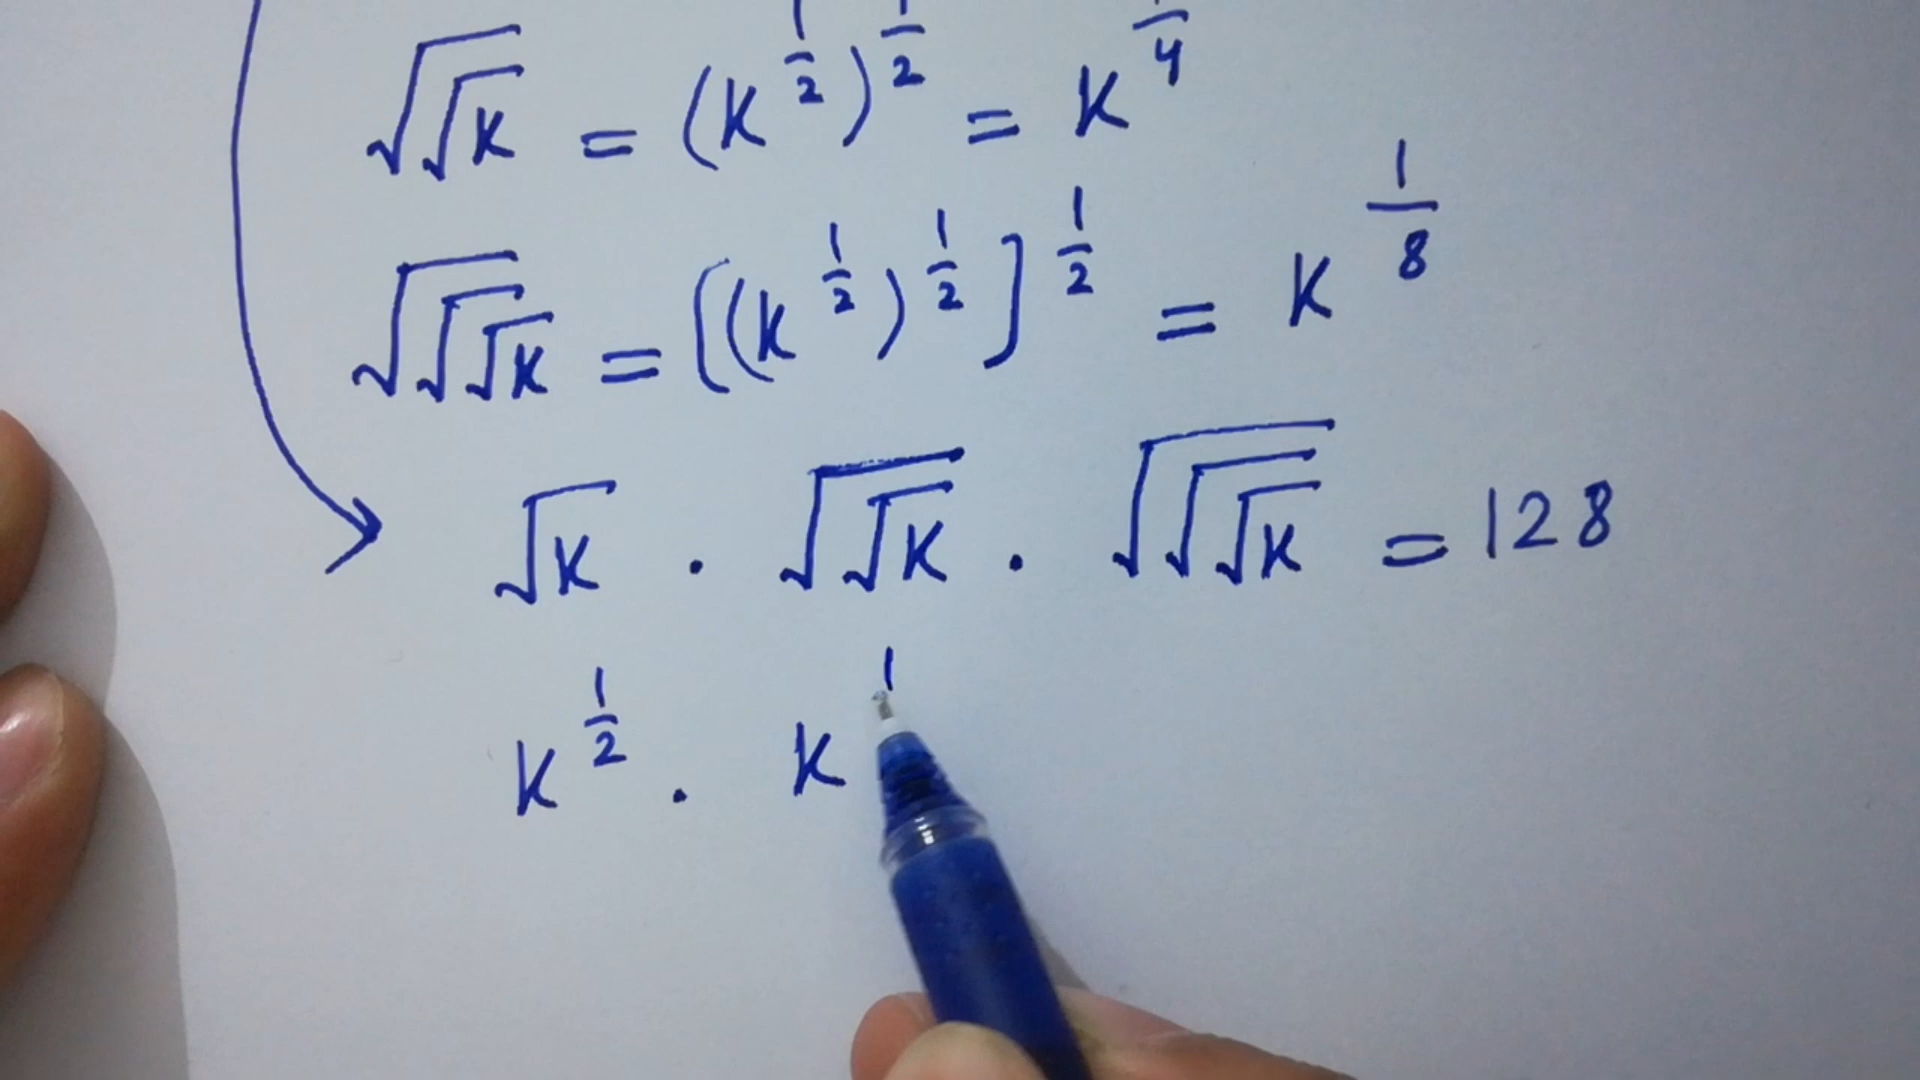 √√K = (K^1/2)^1/2 = K^1/4
√√√K = [(K^1/2)^1/2]^1/2 = K^1/8
√K . √√K . √√√K = 128
K^1/2 . K^1